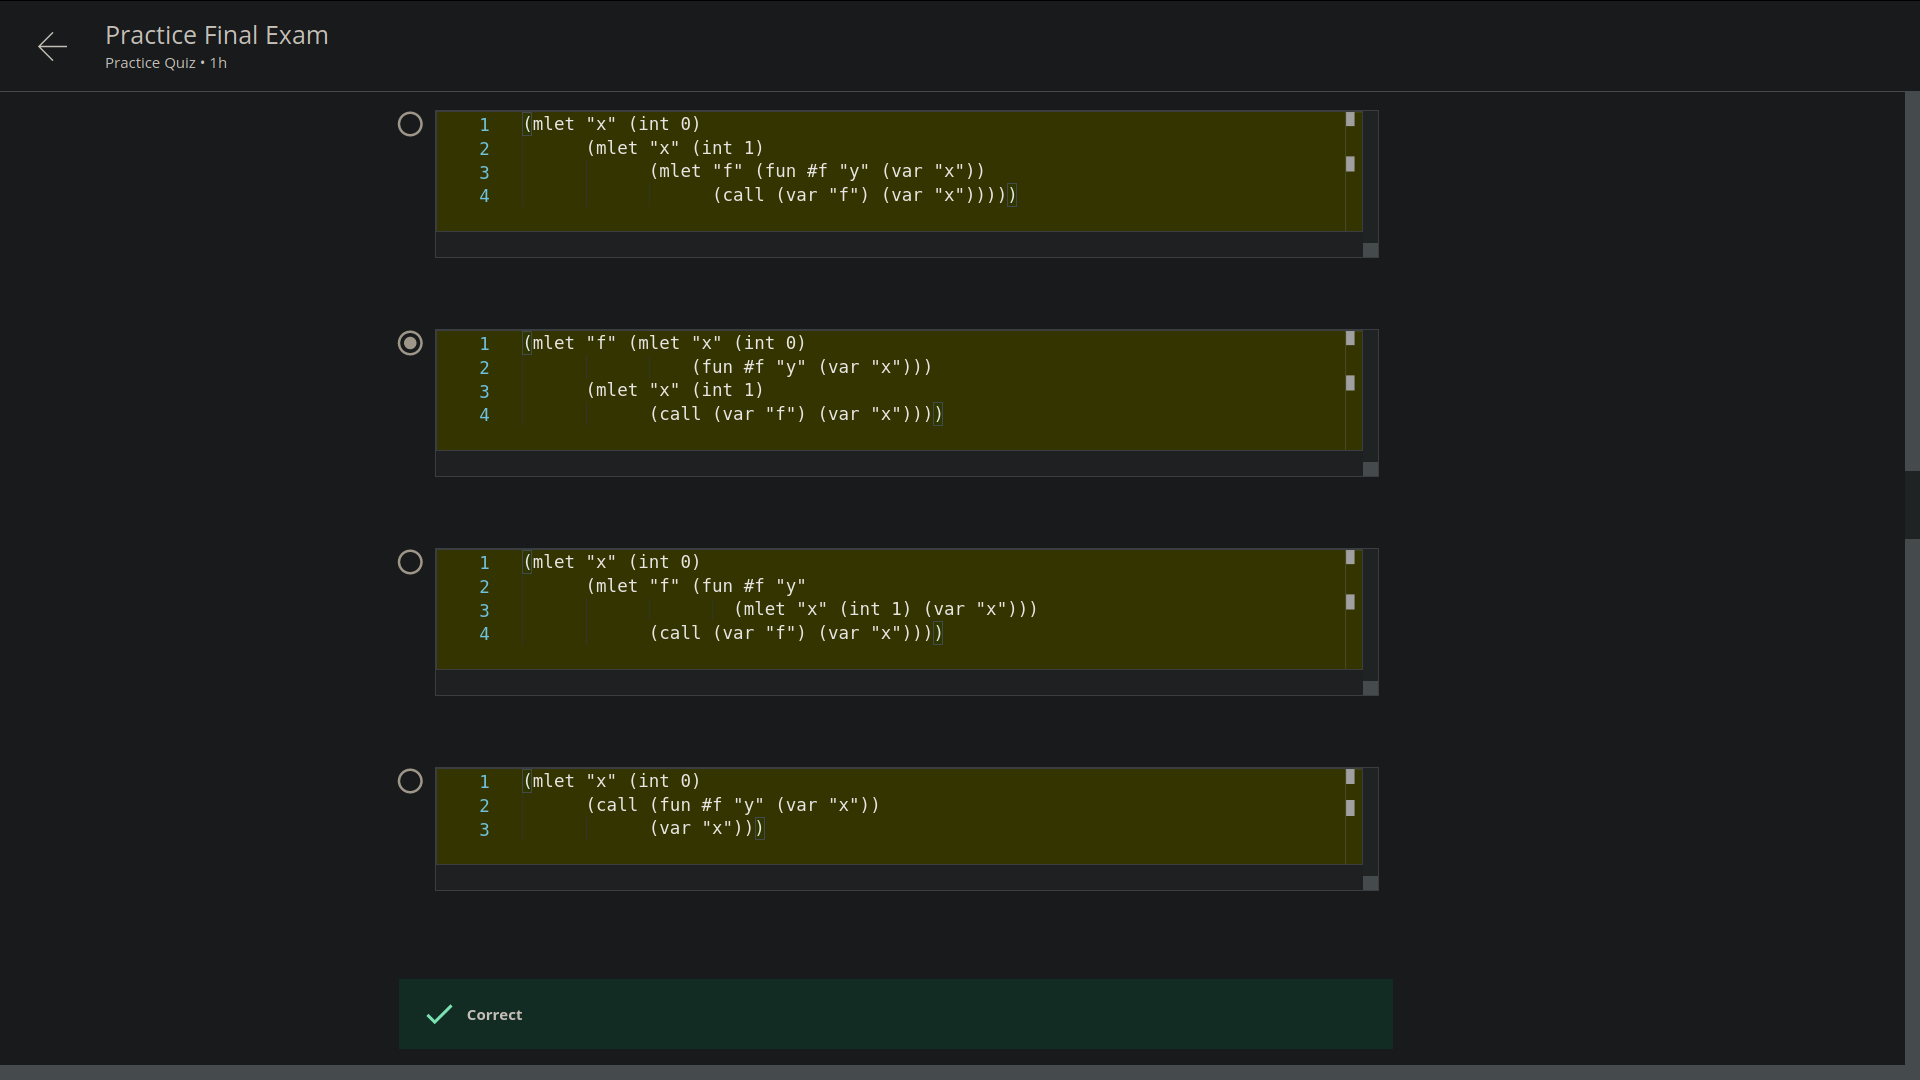 Practice Final Exam
Practice Quiz • 1h
1 (mlet "x" (int 0)
2 (mlet "x" (int 1)
3 (mlet "f" (fun #f "y" (var "x"))
4 (call (var "f") (var "x")))))
1 (mlet "f" (mlet "x" (int 0)
2 (fun #f "y" (var "x")))
3 (mlet "x" (int 1)
4 (call (var "f") (var "x"))))
1 (mlet "x" (int 0)
2 (mlet "f" (fun #f "y"
3 (mlet "x" (int 1) (var "x")))
4 (call (var "f") (var "x"))))
1 (mlet "x" (int 0)
2 (call (fun #f "y" (var "x"))
3 (var "x")))
Correct